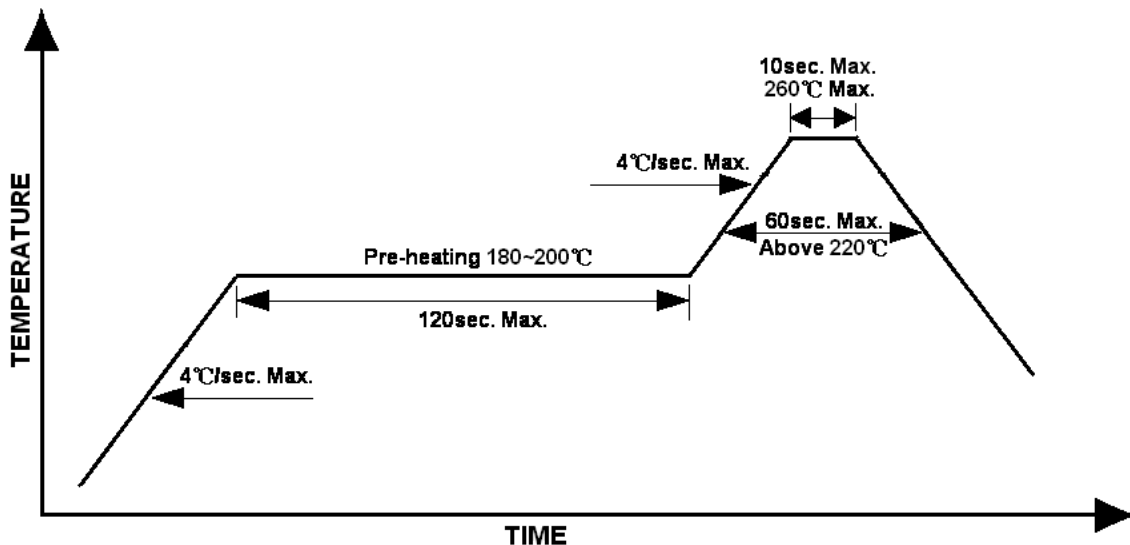 10sec. Max.
260℃ Max.
4℃/sec. Max.
60sec. Max.
Above 220℃
Pre-heating 180~200℃
120sec. Max.
4℃/sec. Max.
TEMPERATURE
TIME